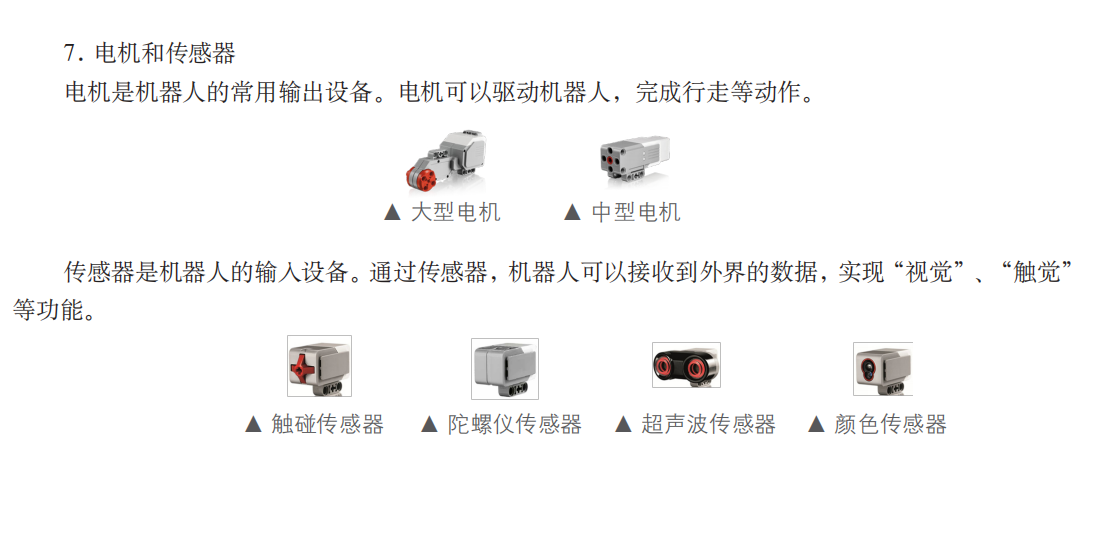 7. 电机和传感器
电机是机器人的常用输出设备。电机可以驱动机器人，完成行走等动作。
▲ 大型电机 ▲ 中型电机
传感器是机器人的输入设备。通过传感器，机器人可以接收到外界的数据，实现“视觉”、“触觉”
等功能。
▲ 触碰传感器 ▲ 陀螺仪传感器 ▲ 超声波传感器 ▲ 颜色传感器